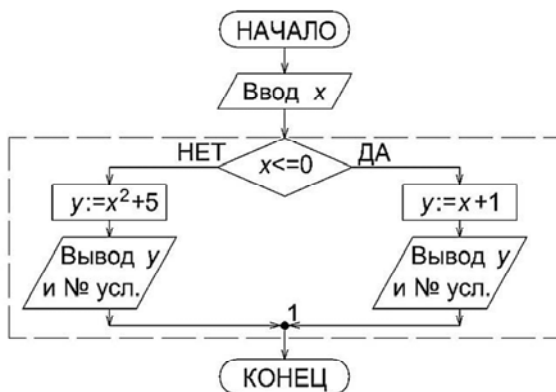 НАЧАЛО
Ввод x
НЕТ
x<=0
ДА
y:=x²+5
y:=x+1
Вывод y
и № усл.
Вывод y
и № усл.
1
КОНЕЦ